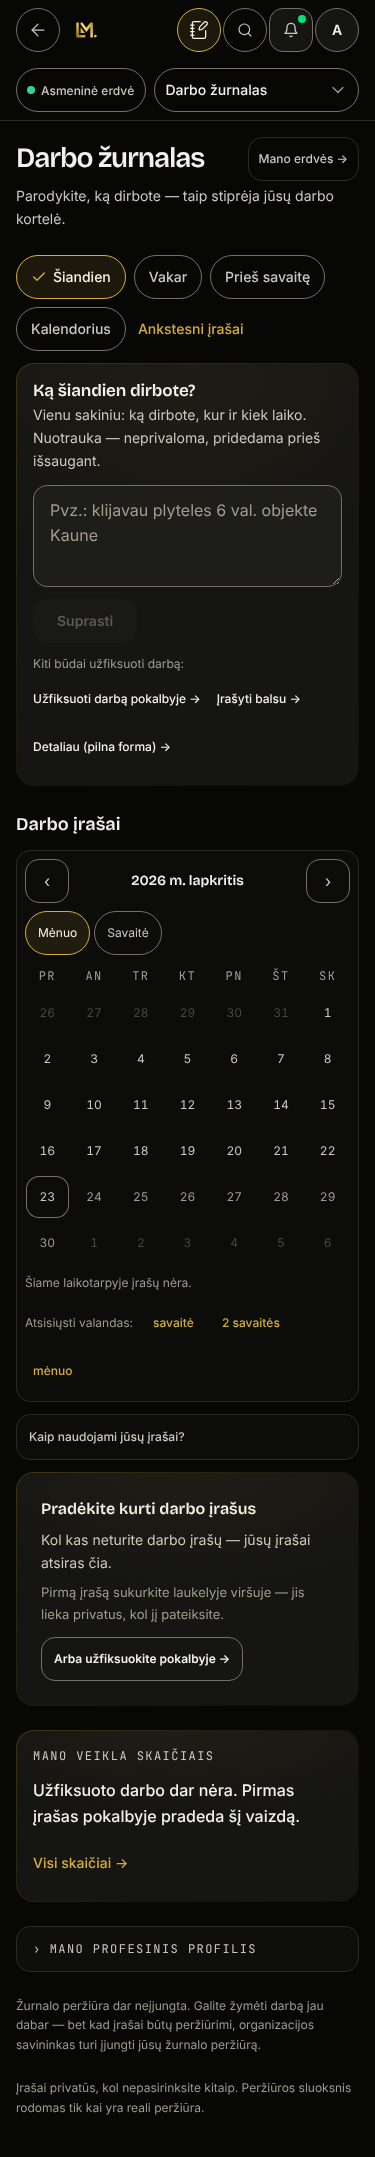 LM.
A
Asmeninė erdvė
Darbo žurnalas
Darbo žurnalas
Mano erdvės →
Parodykite, ką dirbote — taip stiprėja jūsų darbo
kortelė.
Šiandien
Vakar
Prieš savaitę
Kalendorius
Ankstesni įrašai
Ką šiandien dirbote?
Vienu sakiniu: ką dirbote, kur ir kiek laiko.
Nuotrauka — neprivaloma, pridedama prieš
išsaugant.
Pvz.: klijavau plyteles 6 val. objekte
Kaune
Suprasti
Kiti būdai užfiksuoti darbą:
Užfiksuoti darbą pokalbyje →
Įrašyti balsu →
Detaliau (pilna forma) →
Darbo įrašai
‹ 2026 m. lapkritis ›
Mėnuo
Savaitė
PR AN TR KT PN ŠT SK
26 27 28 29 30 31 1
2 3 4 5 6 7 8
9 10 11 12 13 14 15
16 17 18 19 20 21 22
23 24 25 26 27 28 29
30 1 2 3 4 5 6
Šiame laikotarpyje įrašų nėra.
Atsisiųsti valandas: savaitė 2 savaitės
mėnuo
Kaip naudojami jūsų įrašai?
Pradėkite kurti darbo įrašus
Kol kas neturite darbo įrašų — jūsų įrašai
atsiras čia.
Pirmą įrašą sukurkite laukelyje viršuje — jis
lieka privatus, kol jį pateiksite.
Arba užfiksuokite pokalbyje →
MANO VEIKLA SKAIČIAIS
Užfiksuoto darbo dar nėra. Pirmas
įrašas pokalbyje pradeda šį vaizdą.
Visi skaičiai →
› MANO PROFESINIS PROFILIS
Žurnalo peržiūra dar neįjungta. Galite žymėti darbą jau
dabar — bet kad įrašai būtų peržiūrimi, organizacijos
savininkas turi įjungti jūsų žurnalo peržiūrą.
Įrašai privatūs, kol nepasirinksite kitaip. Peržiūros sluoksnis
rodomas tik kai yra reali peržiūra.